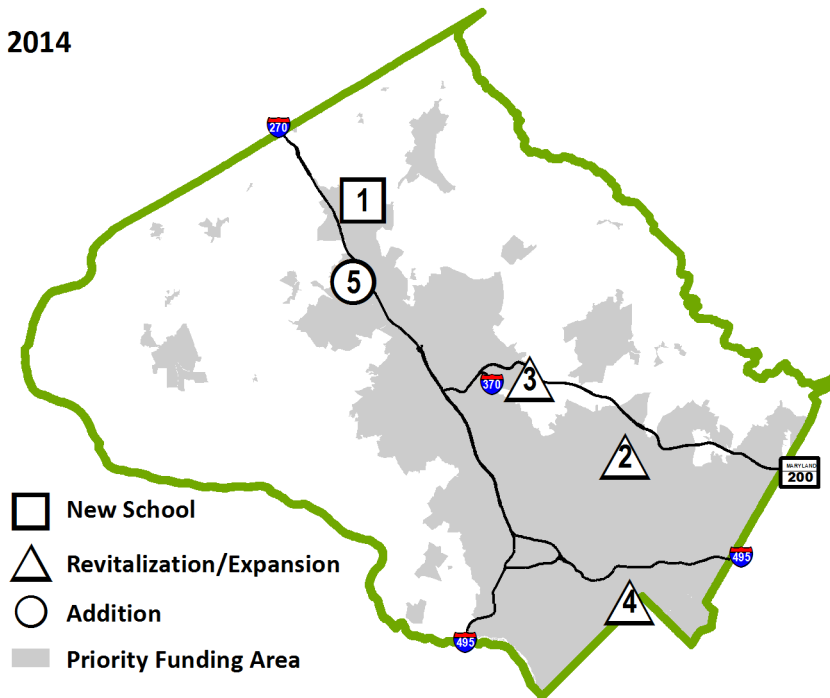 2014
270
1
5
3
370
2
MARYLAND
200
New School
Revitalization/Expansion
495
Addition
4
495
Priority Funding Area